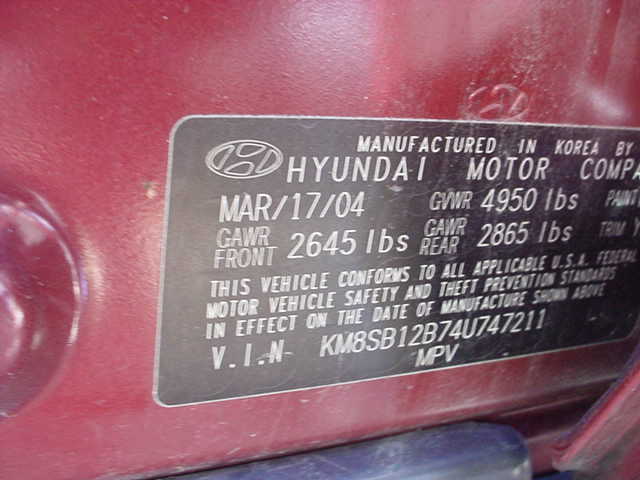 MANUFACTURED IN KOREA BY
HYUNDAI MOTOR COMPA
MAR/17/04 GVWR 4950 lbs PAINT
GAWR FRONT 2645 lbs GAWR REAR 2865 lbs TRIM Y
THIS VEHICLE CONFORMS TO ALL APPLICABLE U.S.A. FEDERAL
MOTOR VEHICLE SAFETY AND THEFT PREVENTION STANDARDS
IN EFFECT ON THE DATE OF MANUFACTURE SHOWN ABOVE
V.I.N KM8SB12B74U747211
MPV